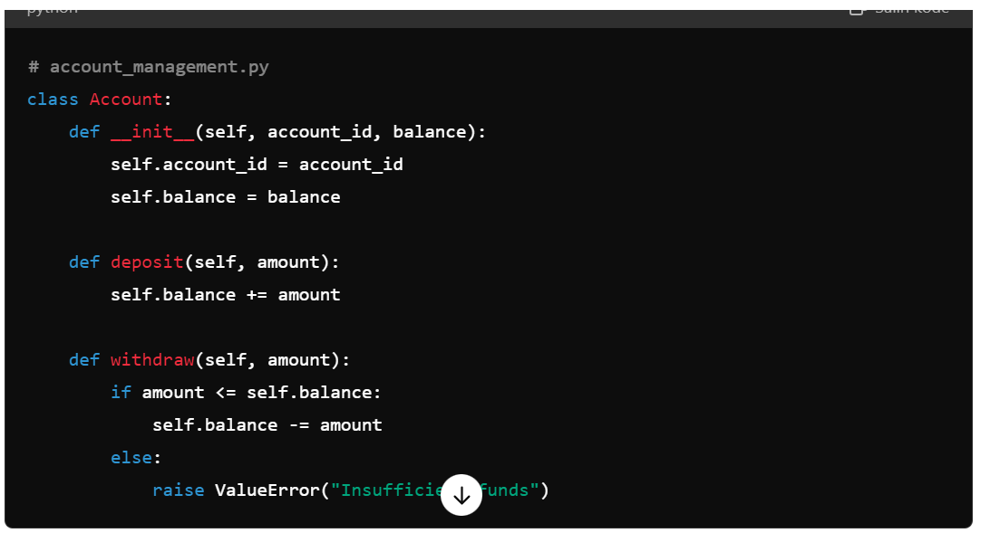 python
Salin kode
# account_management.py
class Account:
    def __init__(self, account_id, balance):
        self.account_id = account_id
        self.balance = balance
    def deposit(self, amount):
        self.balance += amount
    def withdraw(self, amount):
        if amount <= self.balance:
            self.balance -= amount
        else:
            raise ValueError("Insufficie funds")